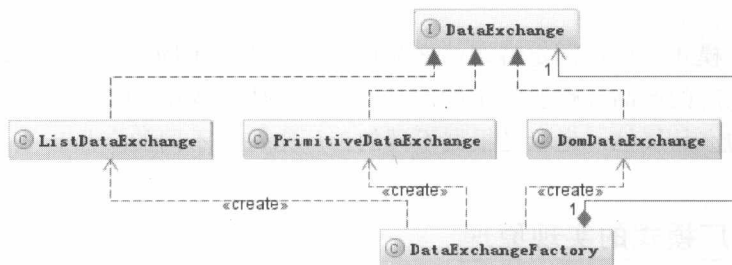 I DataExchange
1
C ListDataExchange
C PrimitiveDataExchange
C DomDataExchange
«create»
«create»
«create»
1
C DataExchangeFactory